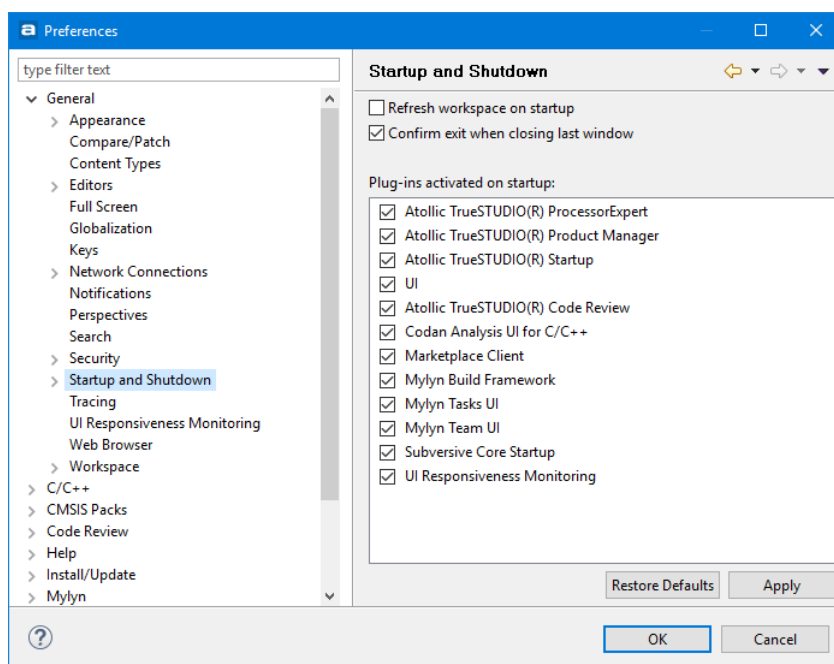 a Preferences
type filter text
General
Appearance
Compare/Patch
Content Types
Editors
Full Screen
Globalization
Keys
Network Connections
Notifications
Perspectives
Search
Security
Startup and Shutdown
Tracing
UI Responsiveness Monitoring
Web Browser
Workspace
C/C++
CMSIS Packs
Code Review
Help
Install/Update
Mylyn
Startup and Shutdown
Refresh workspace on startup
Confirm exit when closing last window
Plug-ins activated on startup:
Atollic TrueSTUDIO(R) ProcessorExpert
Atollic TrueSTUDIO(R) Product Manager
Atollic TrueSTUDIO(R) Startup
UI
Atollic TrueSTUDIO(R) Code Review
Codan Analysis UI for C/C++
Marketplace Client
Mylyn Build Framework
Mylyn Tasks UI
Mylyn Team UI
Subversive Core Startup
UI Responsiveness Monitoring
Restore Defaults Apply
? OK Cancel